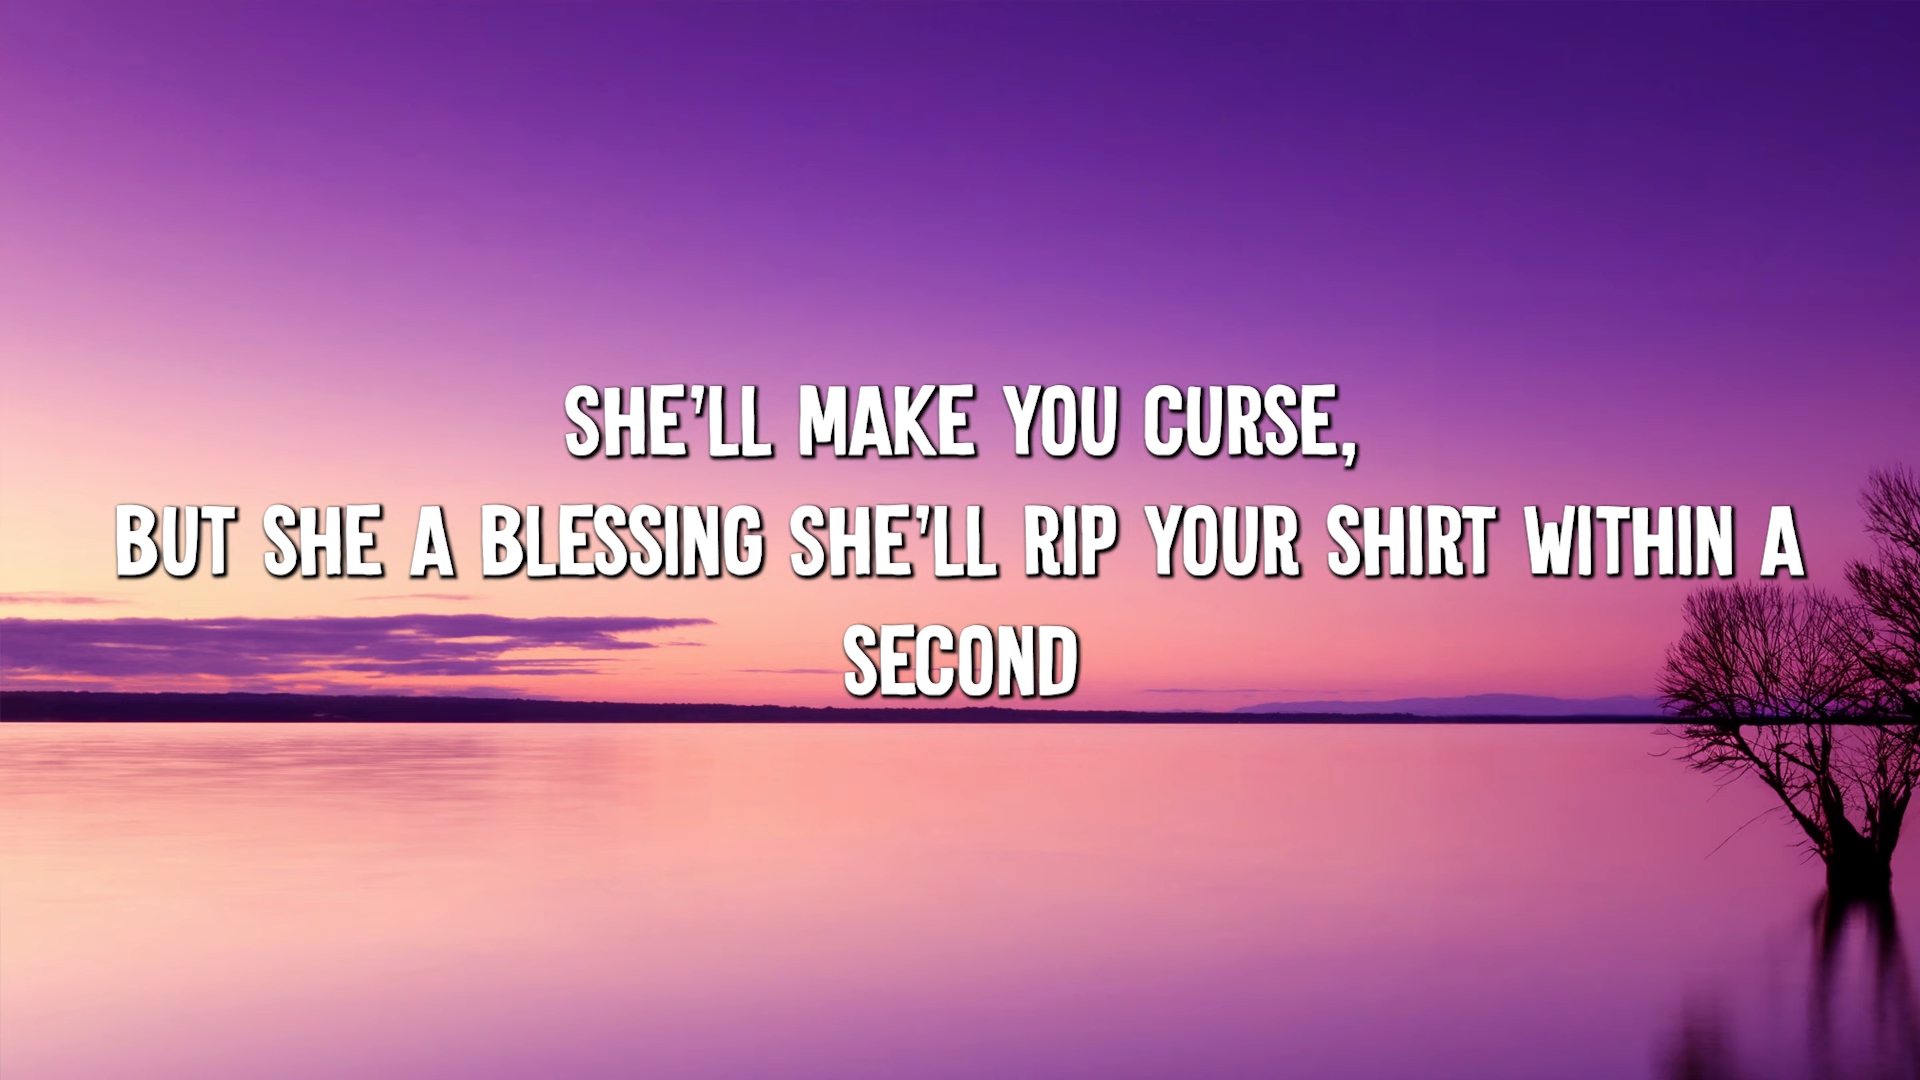 SHE'LL MAKE YOU CURSE,
BUT SHE A BLESSING SHE'LL RIP YOUR SHIRT WITHIN A
SECOND